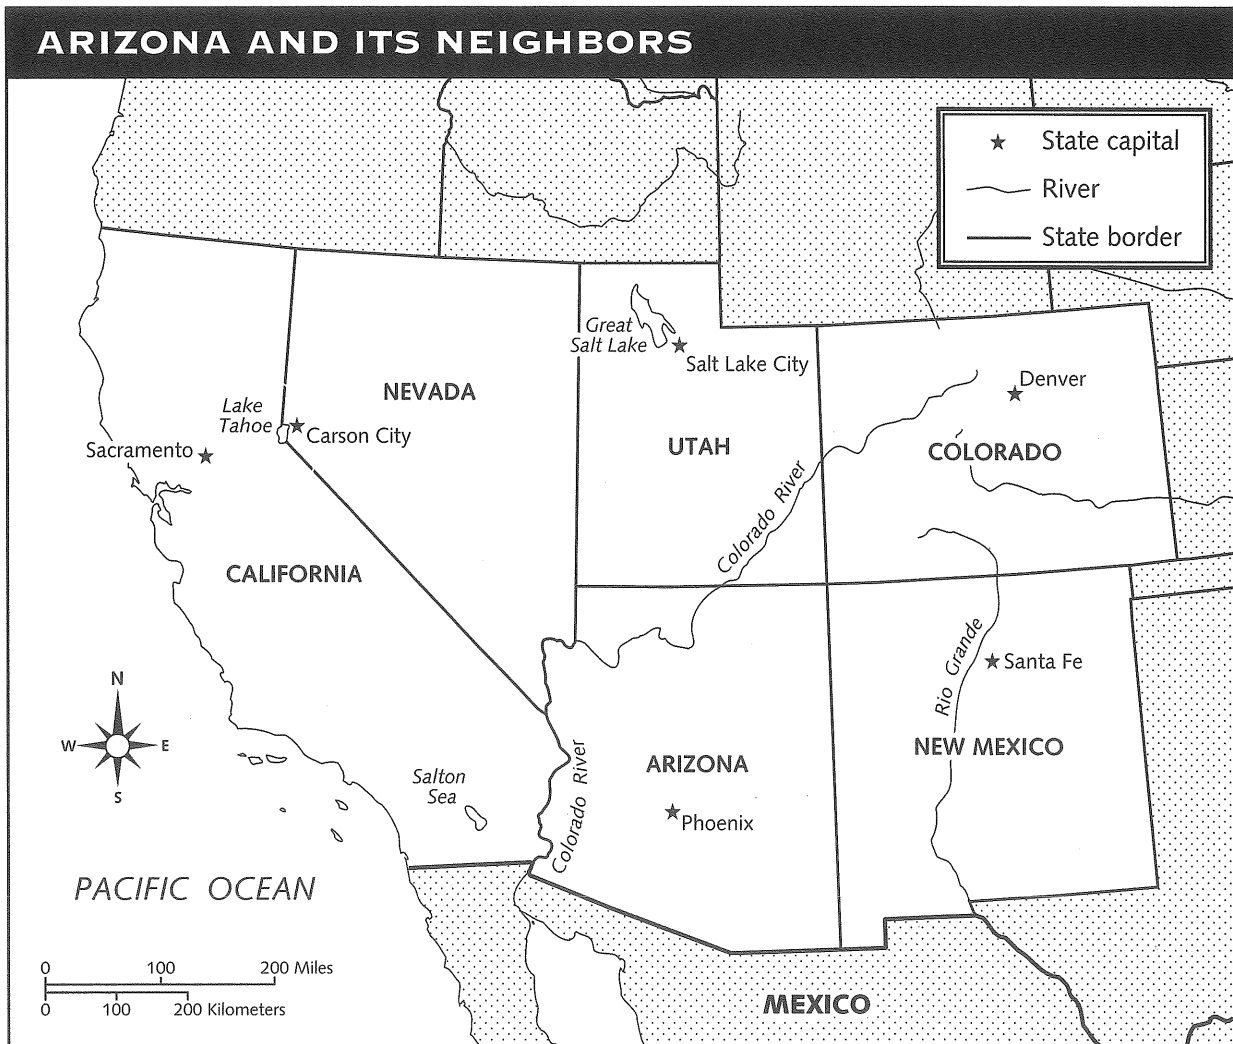 ARIZONA AND ITS NEIGHBORS
State capital
River
State border
Great
Salt Lake
Salt Lake City
Denver
NEVADA
Lake
Tahoe
Carson City
Sacramento
UTAH
COLORADO
Colorado River
CALIFORNIA
Rio Grande
Santa Fe
N
W
E
S
NEW MEXICO
ARIZONA
Colorado River
Salton
Sea
Phoenix
PACIFIC OCEAN
0 100 200 Miles
0 100 200 Kilometers
MEXICO